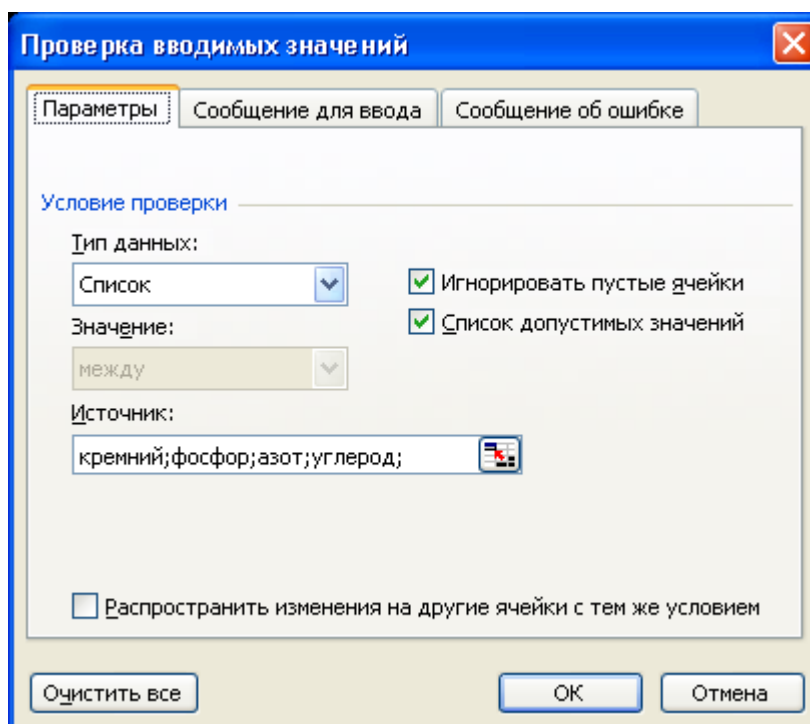 Проверка вводимых значений
Параметры Сообщение для ввода Сообщение об ошибке
Условие проверки
Тип данных:
Список Игнорировать пустые ячейки
Значение: Список допустимых значений
между
Источник:
кремний;фосфор;азот;углерод;
Распространить изменения на другие ячейки с тем же условием
Очистить все ОК Отмена